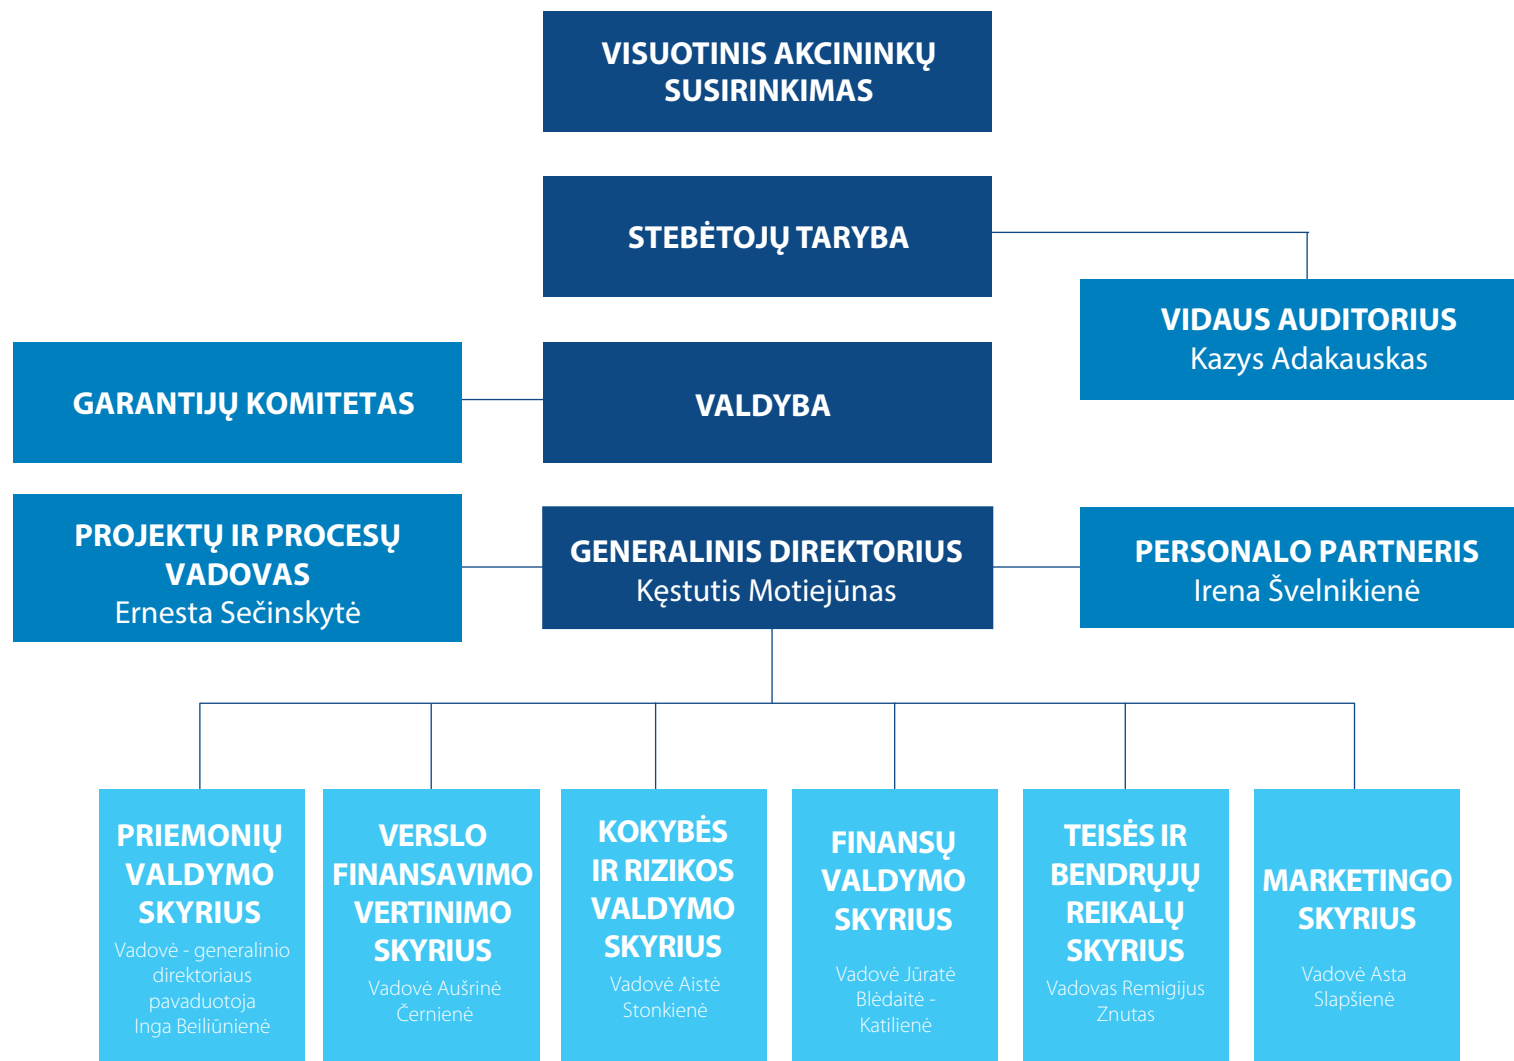 VISUOTINIS AKCININKŲ
SUSIRINKIMAS
STEBĖTOJŲ TARYBA
VIDAUS AUDITORIUS
Kazys Adakauskas
GARANTIJŲ KOMITETAS
VALDYBA
PROJEKTŲ IR PROCESŲ
VADOVAS
Ernesta Sečinskytė
GENERALINIS DIREKTORIUS
Kęstutis Motiejūnas
PERSONALO PARTNERIS
Irena Švelnikienė
PRIEMONIŲ
VALDYMO
SKYRIUS
Vadovė - generalinio
direktoriaus
pavaduotoja
Inga Beiliūnienė
VERSLO
FINANSAVIMO
VERTINIMO
SKYRIUS
Vadovė Aušrinė
Černienė
KOKYBĖS
IR RIZIKOS
VALDYMO
SKYRIUS
Vadovė Aistė
Stonkienė
FINANSŲ
VALDYMO
SKYRIUS
Vadovė Jūratė
Blėdaitė -
Katilienė
TEISĖS IR
BENDRŲJŲ
REIKALŲ
SKYRIUS
Vadovas Remigijus
Znutas
MARKETINGO
SKYRIUS
Vadovė Asta
Slapšienė